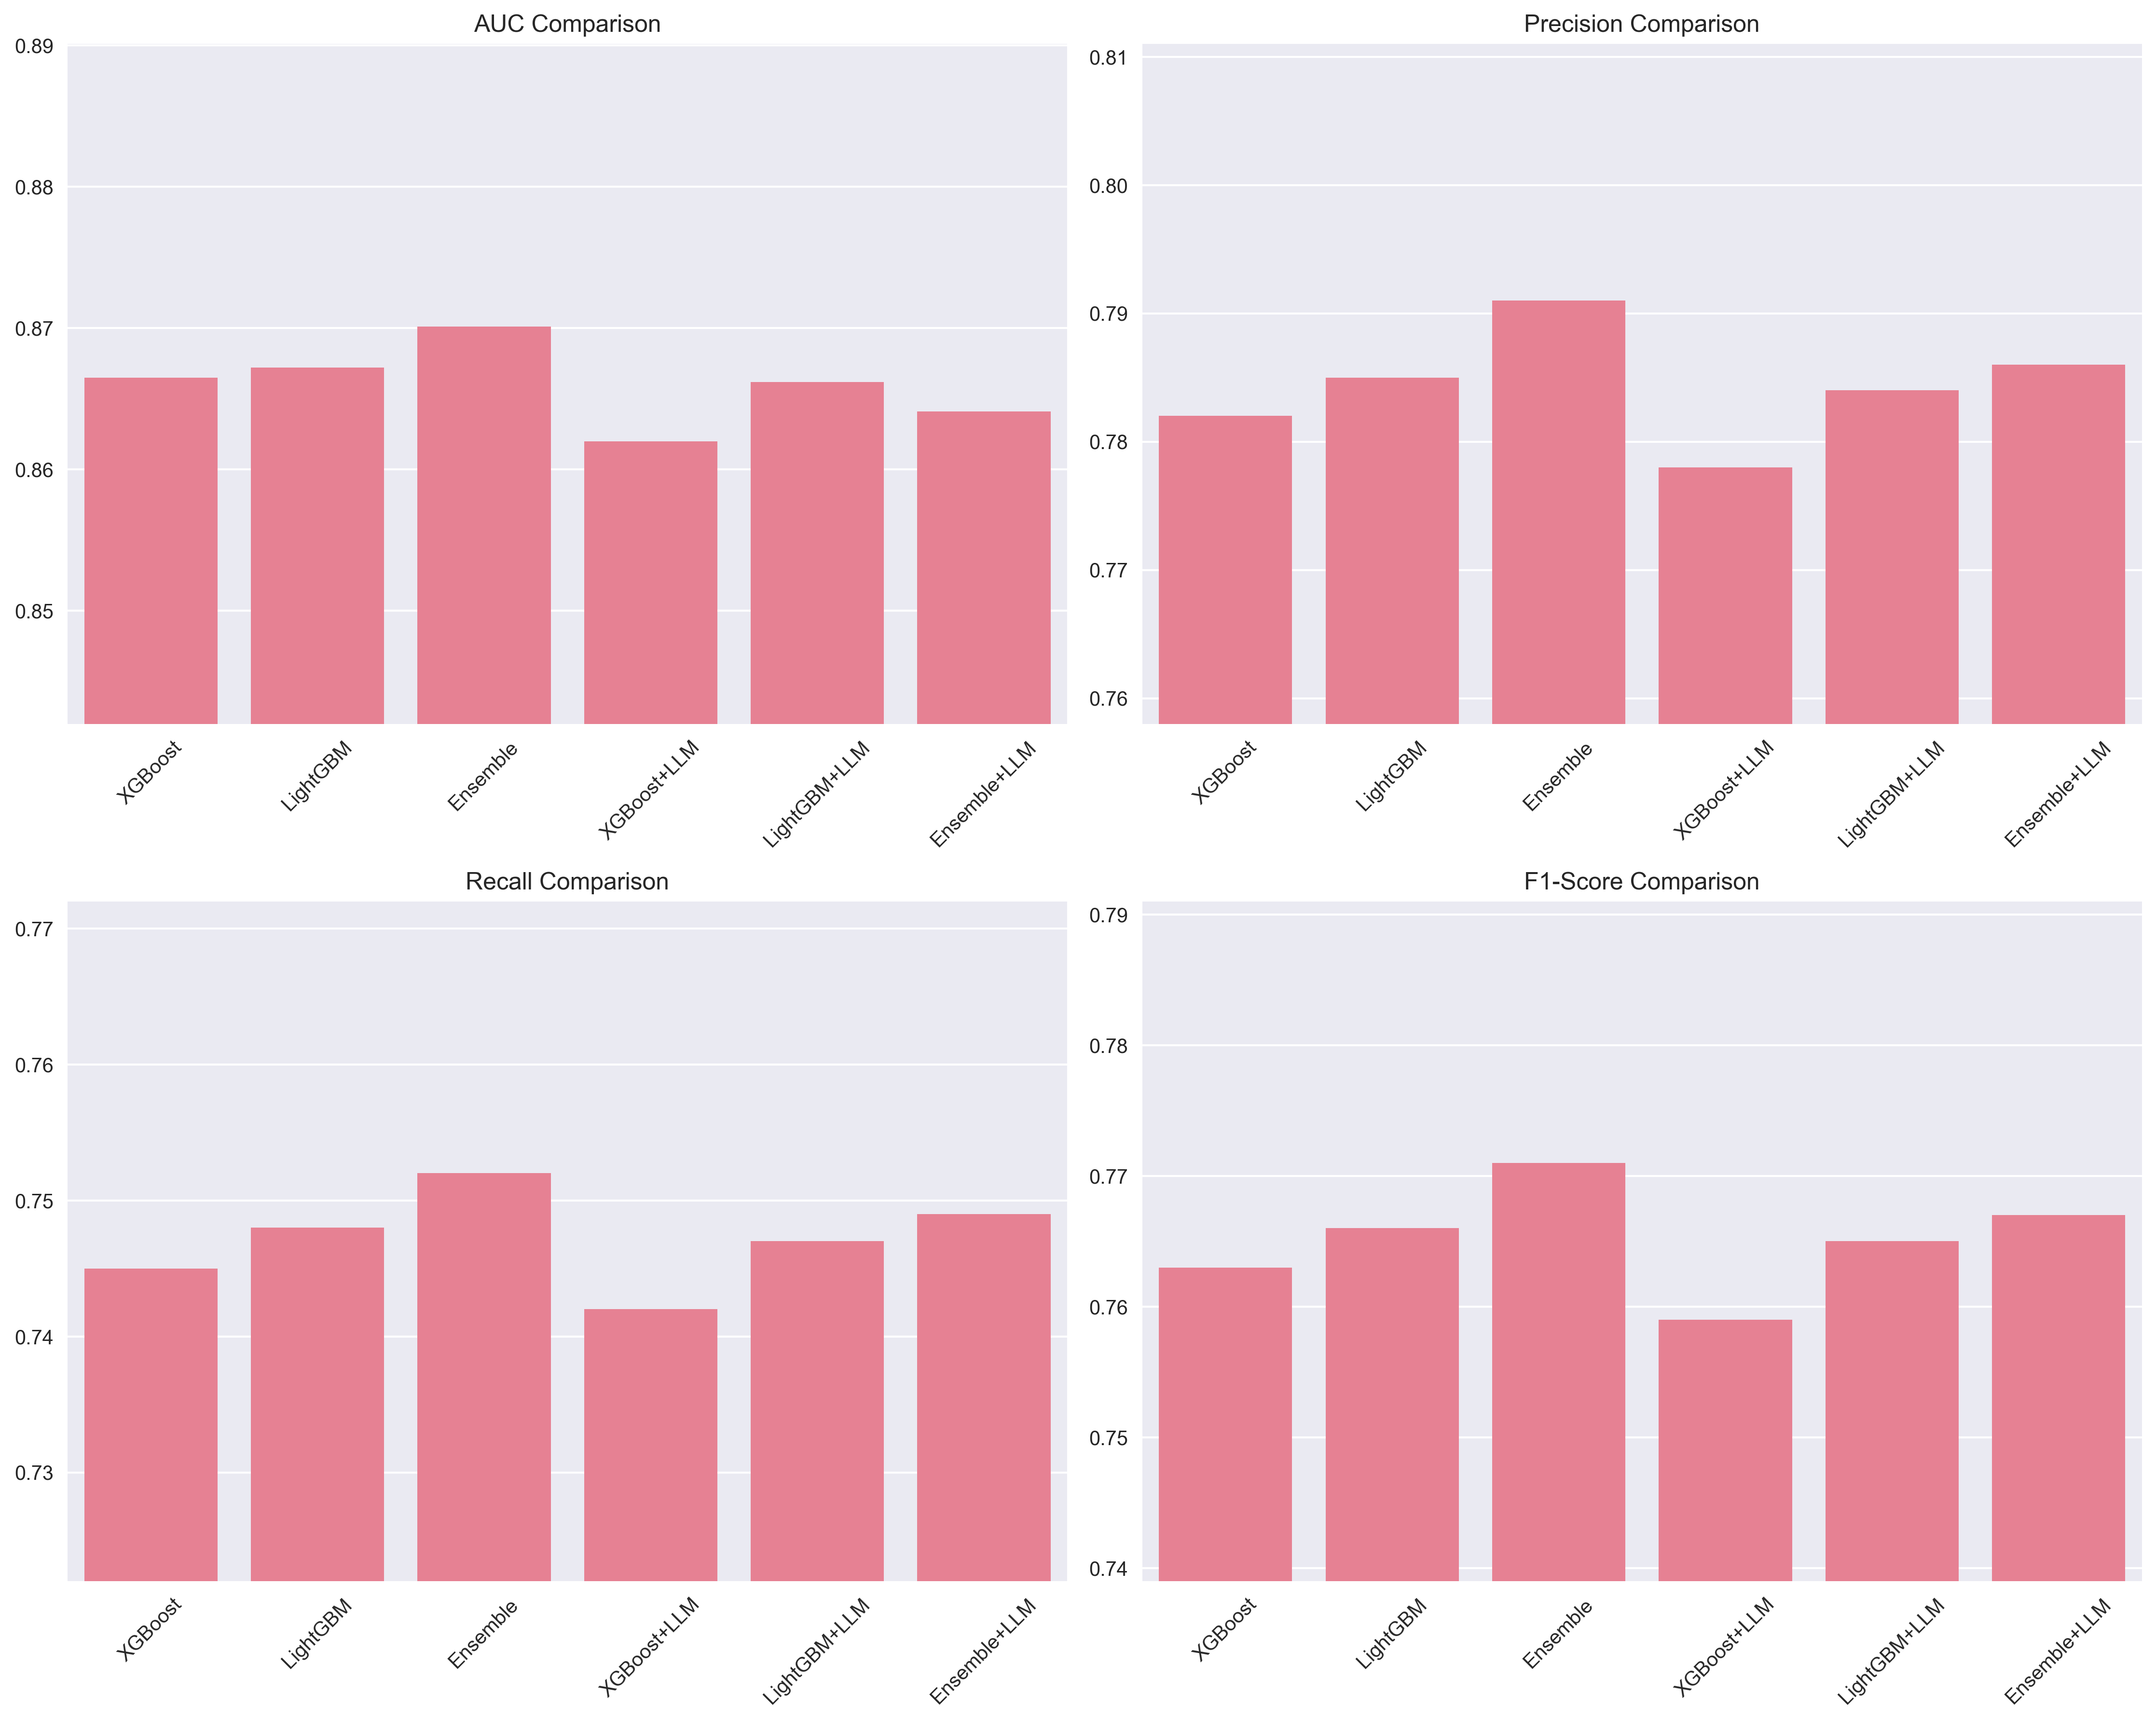 AUC Comparison
0.89
0.88
0.87
0.86
0.85
XGBoost
LightGBM
Ensemble
XGBoost+LLM
LightGBM+LLM
Ensemble+LLM
Precision Comparison
0.81
0.80
0.79
0.78
0.77
0.76
XGBoost
LightGBM
Ensemble
XGBoost+LLM
LightGBM+LLM
Ensemble+LLM
Recall Comparison
0.77
0.76
0.75
0.74
0.73
XGBoost
LightGBM
Ensemble
XGBoost+LLM
LightGBM+LLM
Ensemble+LLM
F1-Score Comparison
0.79
0.78
0.77
0.76
0.75
0.74
XGBoost
LightGBM
Ensemble
XGBoost+LLM
LightGBM+LLM
Ensemble+LLM